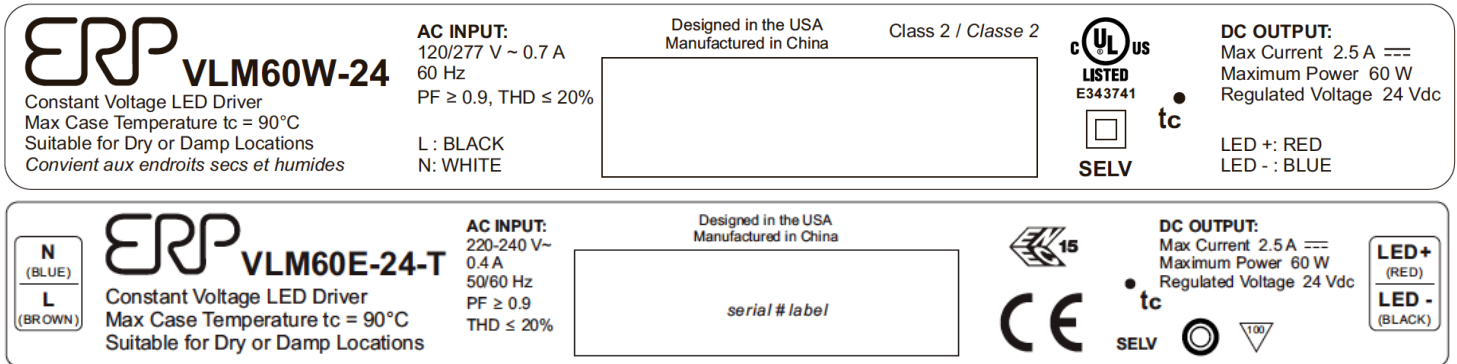 ERP VLM60W-24
Constant Voltage LED Driver
Max Case Temperature tc = 90°C
Suitable for Dry or Damp Locations
Convient aux endroits secs et humides
AC INPUT:
120/277 V ~ 0.7 A
60 Hz
PF ≥ 0.9, THD ≤ 20%
L : BLACK
N: WHITE
Designed in the USA
Manufactured in China
Class 2 / Classe 2
c UL US
®
LISTED
E343741
SELV
tc
DC OUTPUT:
Max Current 2.5 A
Maximum Power 60 W
Regulated Voltage 24 Vdc
LED +: RED
LED - : BLUE
N
(BLUE)
L
(BROWN)
ERP VLM60E-24-T
Constant Voltage LED Driver
Max Case Temperature tc = 90°C
Suitable for Dry or Damp Locations
AC INPUT:
220-240 V~
0.4 A
50/60 Hz
PF ≥ 0.9
THD ≤ 20%
Designed in the USA
Manufactured in China
serial # label
ENEC 15
CE
tc
SELV
100
DC OUTPUT:
Max Current 2.5 A
Maximum Power 60 W
Regulated Voltage 24 Vdc
LED+
(RED)
LED -
(BLACK)